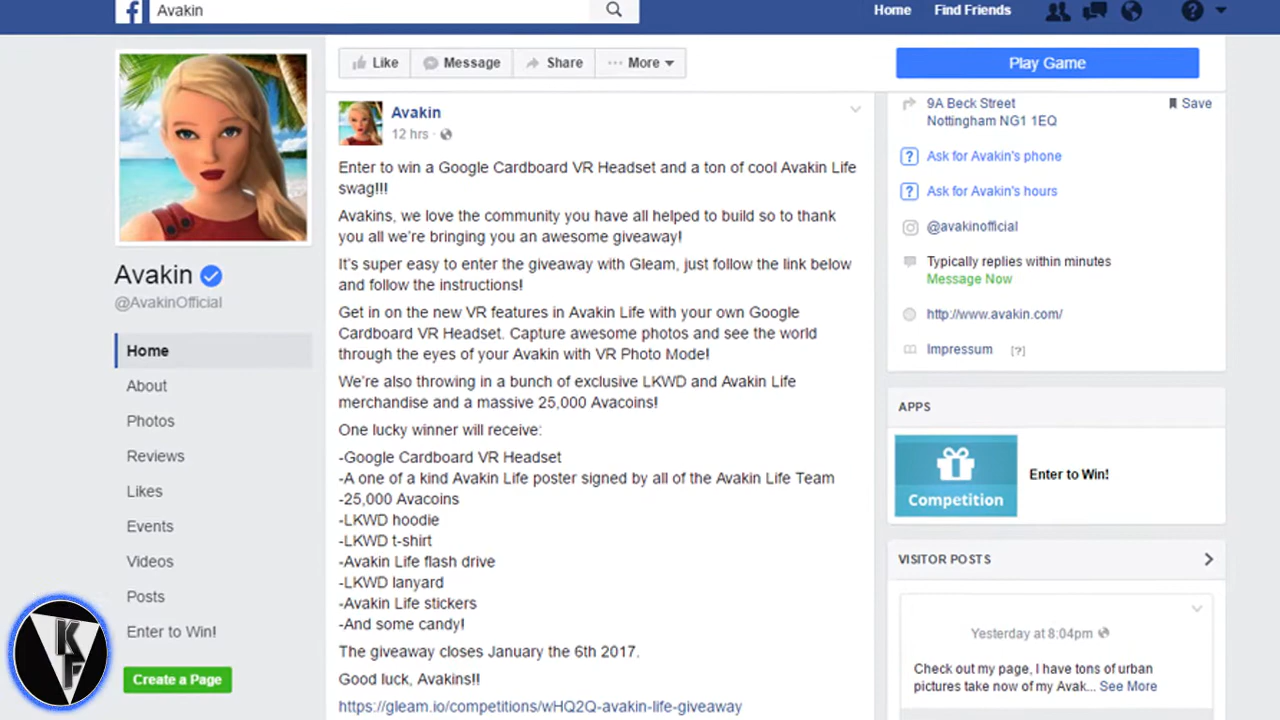 Avakin
Home Find Friends
Like Message Share More
Play Game
Avakin
@AvakinOfficial
Home
About
Photos
Reviews
Likes
Events
Videos
Posts
Enter to Win!
Create a Page
KF
Avakin
12 hrs
Enter to win a Google Cardboard VR Headset and a ton of cool Avakin Life
swag!!!
Avakins, we love the community you have all helped to build so to thank
you all we're bringing you an awesome giveaway!
It's super easy to enter the giveaway with Gleam, just follow the link below
and follow the instructions!
Get in on the new VR features in Avakin Life with your own Google
Cardboard VR Headset. Capture awesome photos and see the world
through the eyes of your Avakin with VR Photo Mode!
We're also throwing in a bunch of exclusive LKWD and Avakin Life
merchandise and a massive 25,000 Avacoins!
One lucky winner will receive:
-Google Cardboard VR Headset
-A one of a kind Avakin Life poster signed by all of the Avakin Life Team
-25,000 Avacoins
-LKWD hoodie
-LKWD t-shirt
-Avakin Life flash drive
-LKWD lanyard
-Avakin Life stickers
-And some candy!
The giveaway closes January the 6th 2017.
Good luck, Avakins!!
https://gleam.io/competitions/wHQ2Q-avakin-life-giveaway
9A Beck Street Save
Nottingham NG1 1EQ
Ask for Avakin's phone
Ask for Avakin's hours
@avakinofficial
Typically replies within minutes
Message Now
http://www.avakin.com/
Impressum [?]
APPS
Competition
Enter to Win!
VISITOR POSTS
Yesterday at 8:04pm
Check out my page, I have tons of urban
pictures take now of my Avak... See More